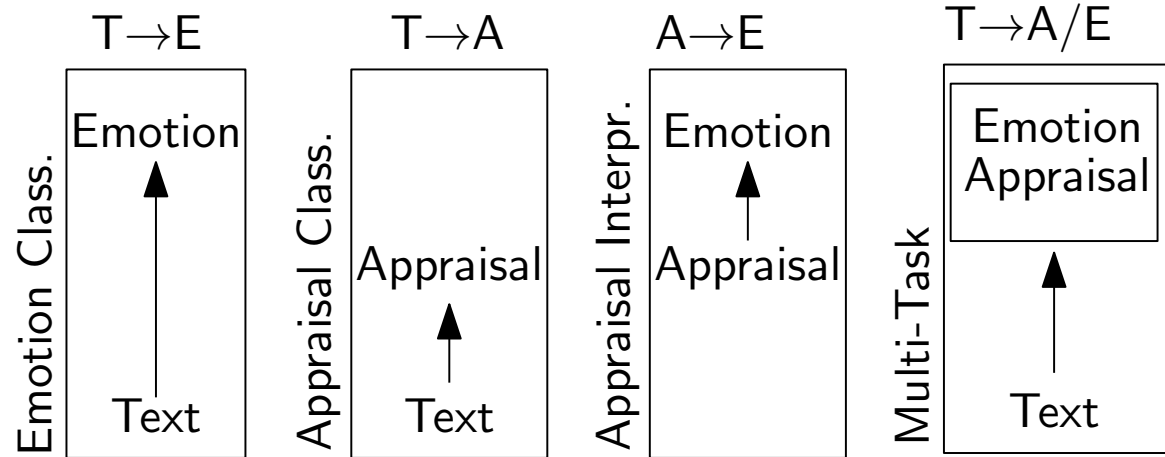 T→E
Emotion Class.
Emotion
Text
T→A
Appraisal Class.
Appraisal
Text
A→E
Appraisal Interpr.
Emotion
Appraisal
T→A/E
Multi-Task
Emotion
Appraisal
Text